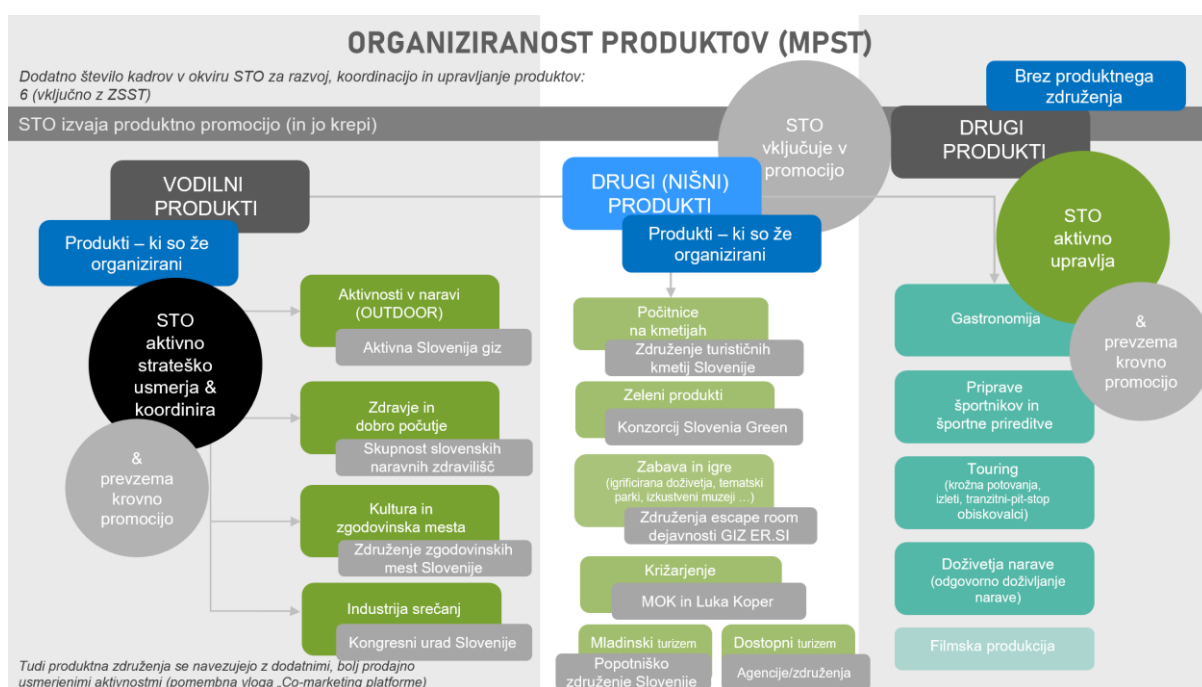 ORGANIZIRANOST PRODUKTOV (MPST)
Dodatno število kadrov v okviru STO za razvoj, koordinacijo in upravljanje produktov:
6 (vključno z ZSST)
STO izvaja produktno promocijo (in jo krepi)
VODILNI
PRODUKTI
Produkti – ki so že
organizirani
STO
aktivno
strateško
usmerja &
koordinira
&
prevzema
krovno
promocijo
Aktivnosti v naravi
(OUTDOOR)
Aktivna Slovenija giz
Zdravje in
dobro počutje
Skupnost slovenskih
naravnih zdravilišč
Kultura in
zgodovinska mesta
Združenje zgodovinskih
mest Slovenije
Industrija srečanj
Kongresni urad Slovenije
Tudi produktna združenja se navezujejo z dodatnimi, bolj prodajno
usmerjenimi aktivnostmi (pomembna vloga „Co-marketing platforme)
STO
vključuje v
promocijo
DRUGI (NIŠNI)
PRODUKTI
Produkti – ki so že
organizirani
Počitnice
na kmetijah
Združenje turističnih
kmetij Slovenije
Zeleni produkti
Konzorcij Slovenia Green
Zabava in igre
(igrificirana doživetja, tematski
parki, izkustveni muzeji …)
Združenja escape room
dejavnosti GIZ ER.SI
Križarjenje
MOK in Luka Koper
Mladinski turizem
Popotniško
združenje Slovenije
Dostopni turizem
Agencije/združenja
Brez produktnega
združenja
DRUGI
PRODUKTI
STO
aktivno
upravlja
&
prevzema
krovno
promocijo
Gastronomija
Priprave
športnikov in
športne prireditve
Touring
(krožna potovanja,
izleti, tranzitni-pit-stop
obiskovalci)
Doživetja narave
(odgovorno doživljanje
narave)
Filmska produkcija